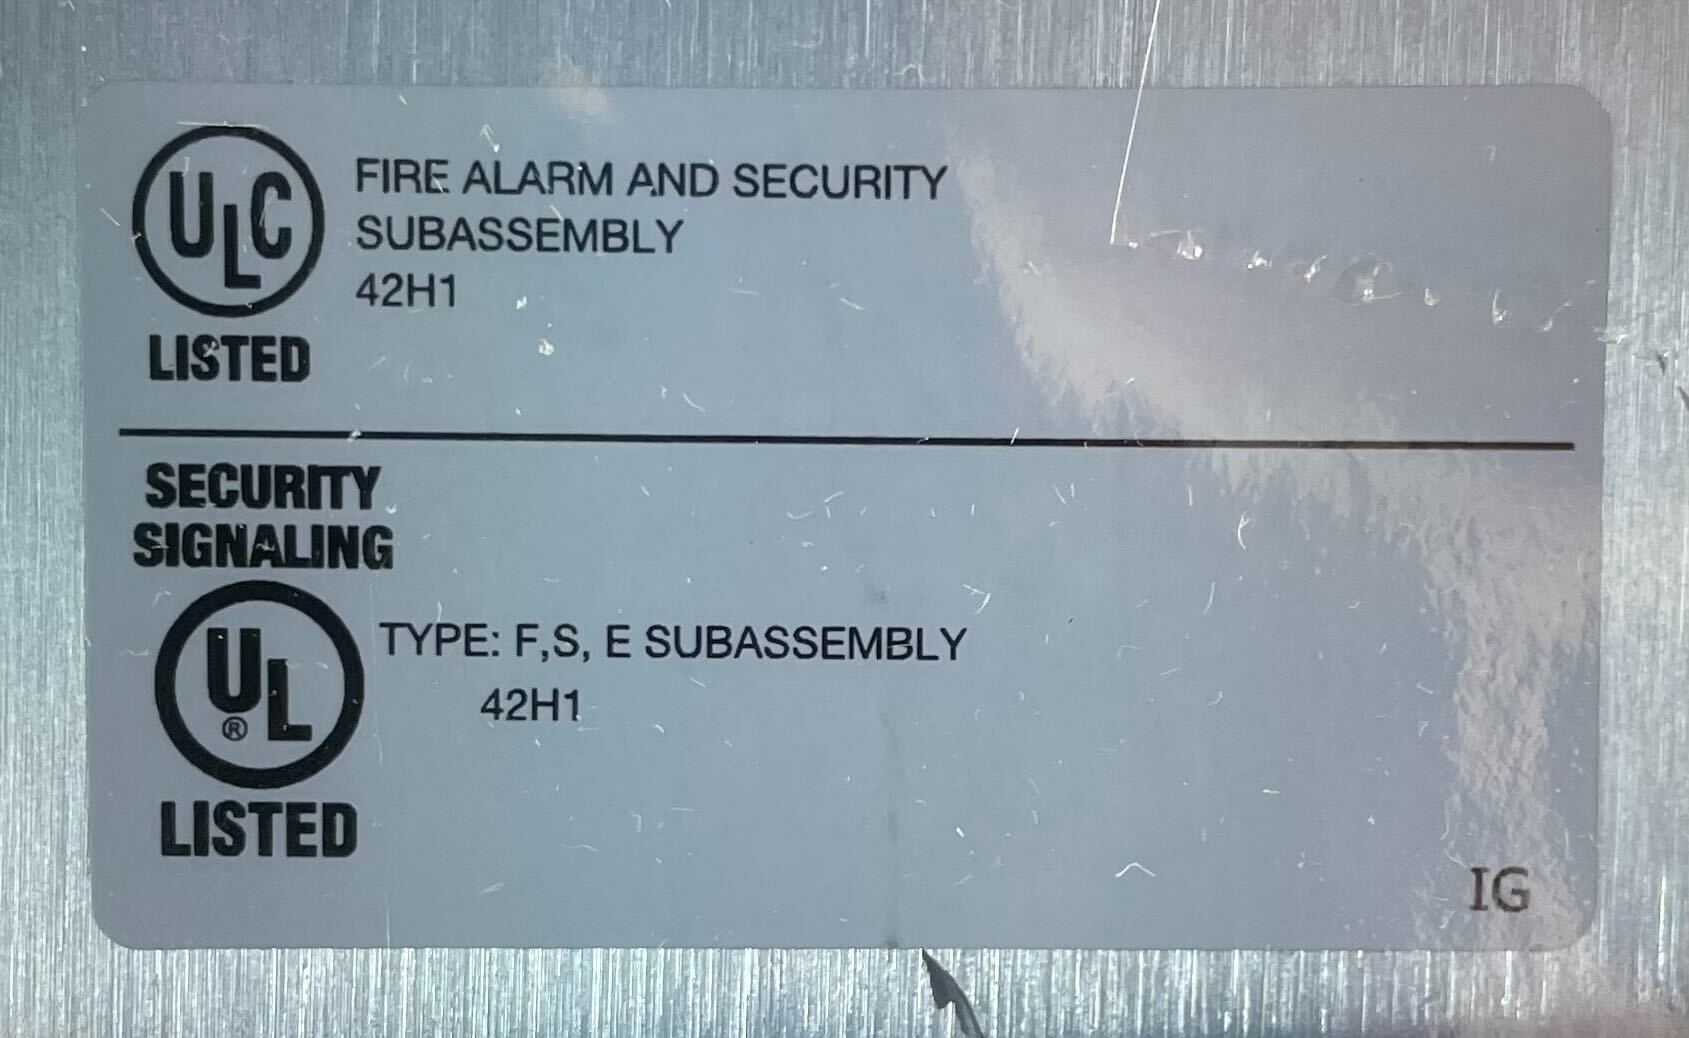 ULC
FIRE ALARM AND SECURITY
SUBASSEMBLY
42H1
LISTED
SECURITY
SIGNALING
UL
®
TYPE: F,S, E SUBASSEMBLY
42H1
LISTED
IG